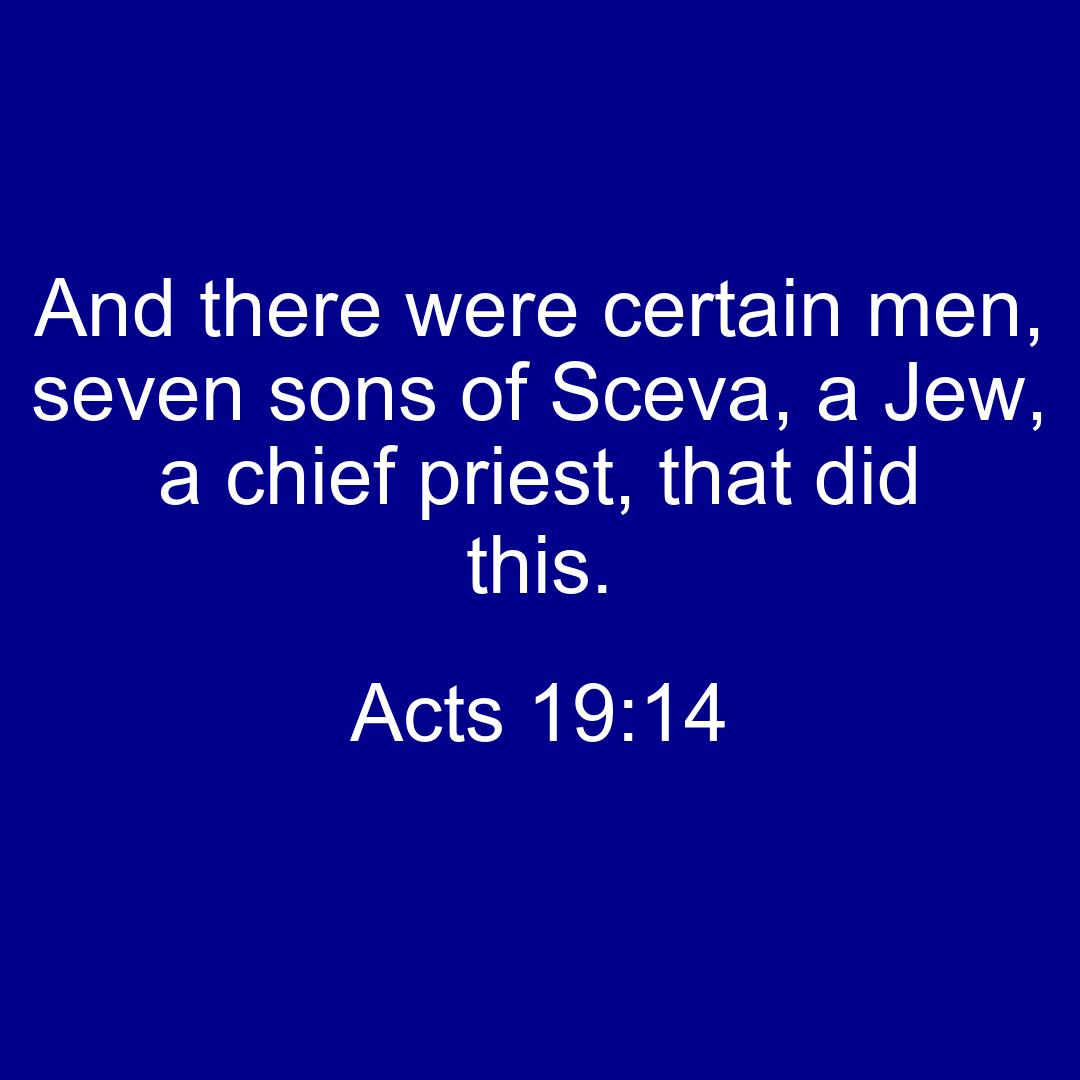 And there were certain men,
seven sons of Sceva, a Jew,
a chief priest, that did
this.
Acts 19:14